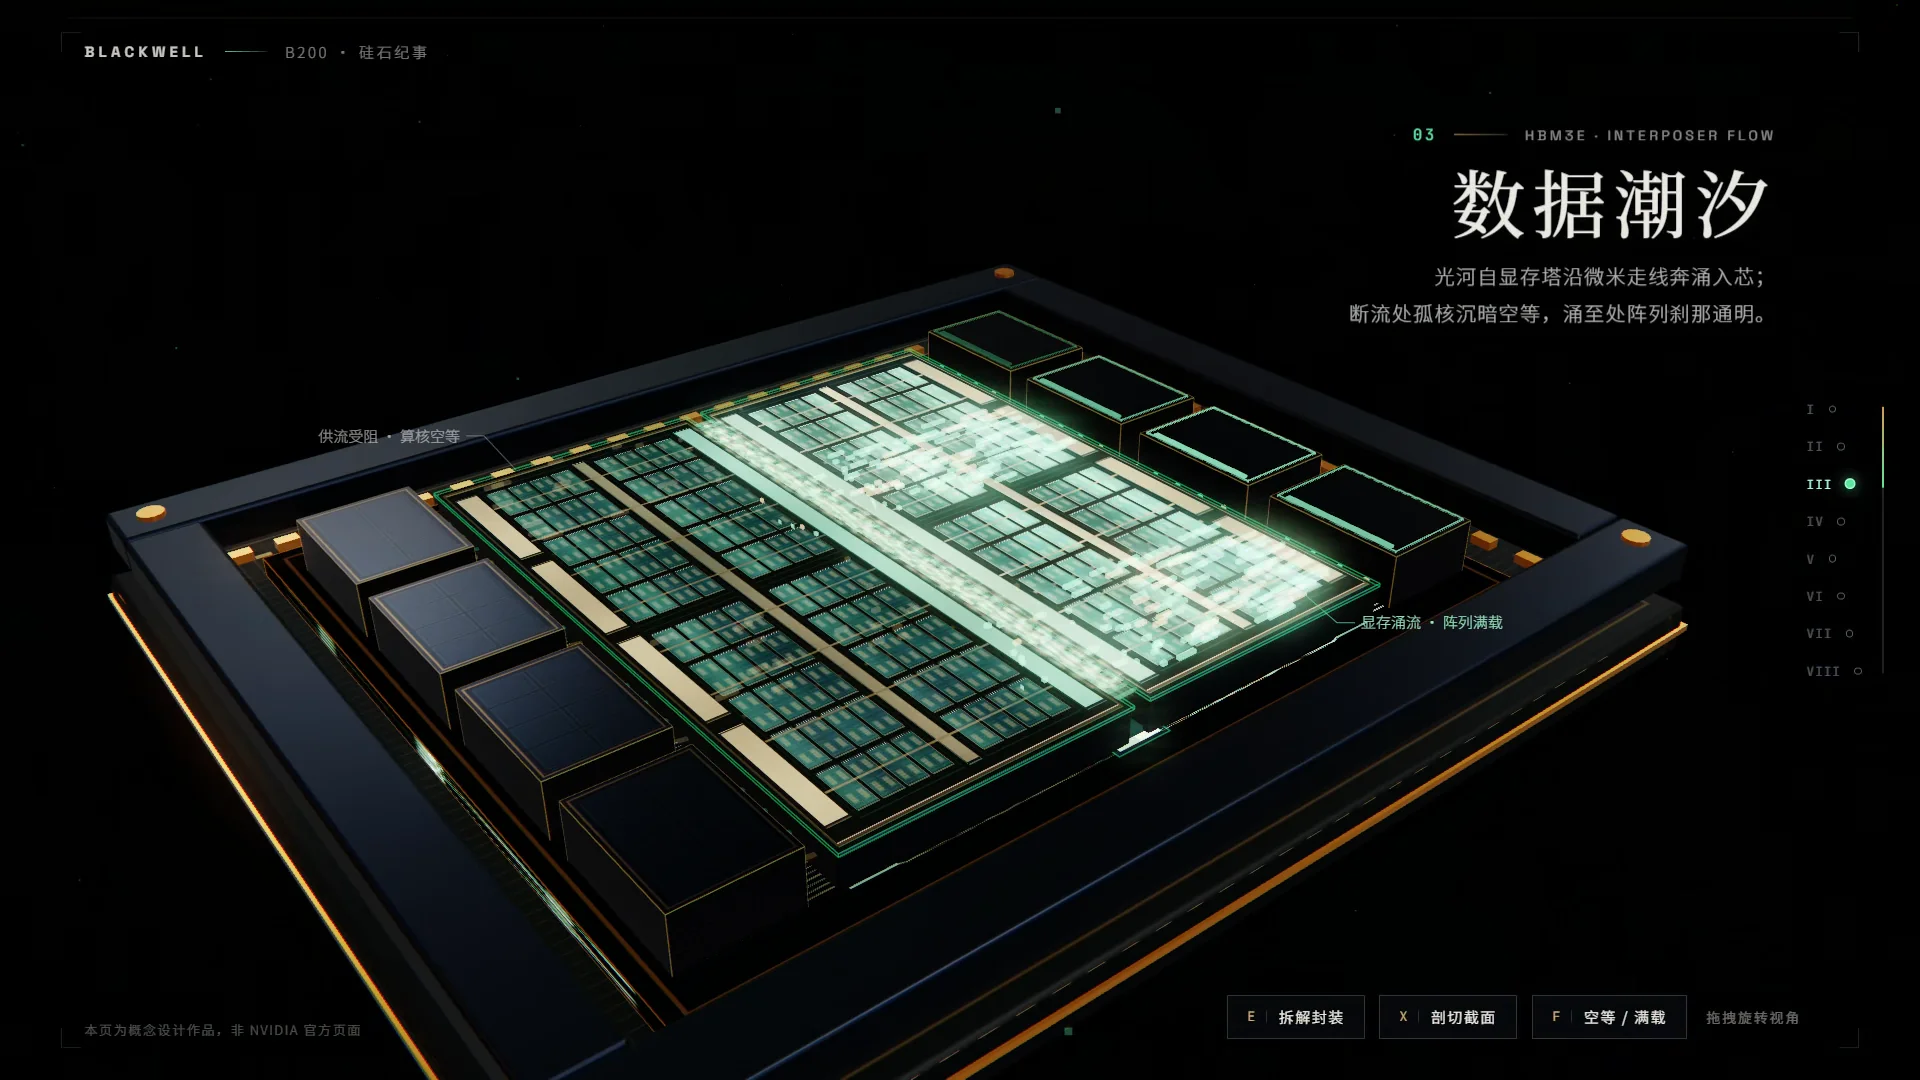 BLACKWELL B200 • 硅石纪事
03 HBM3E · INTERPOSER FLOW
数据潮汐
光河自显存塔沿微米走线奔涌入芯；
断流处孤核沉暗空等，涌至处阵列刹那通明。
供流受阻 • 算核空等
显存涌流 • 阵列满载
I
II
III
IV
V
VI
VII
VIII
本页为概念设计作品，非 NVIDIA 官方页面
E 拆解封装
X 剖切截面
F 空等 / 满载
拖拽旋转视角